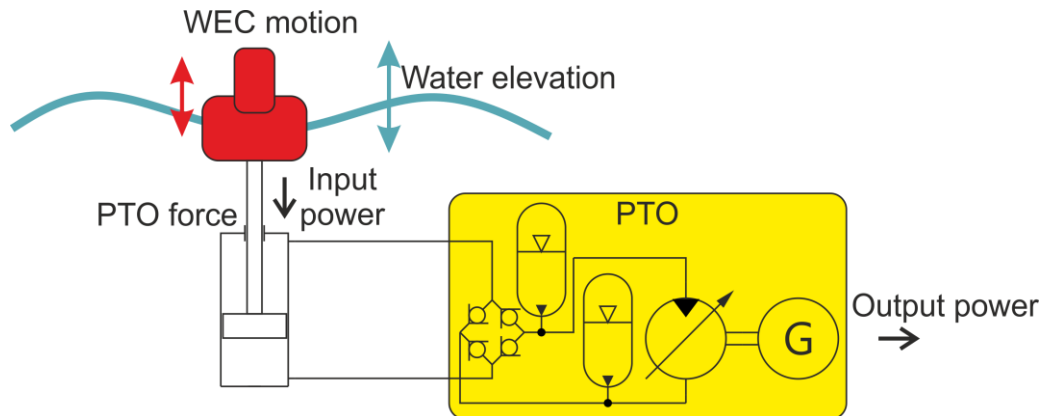 WEC motion
Water elevation
Input
power
PTO force
PTO
G
Output power